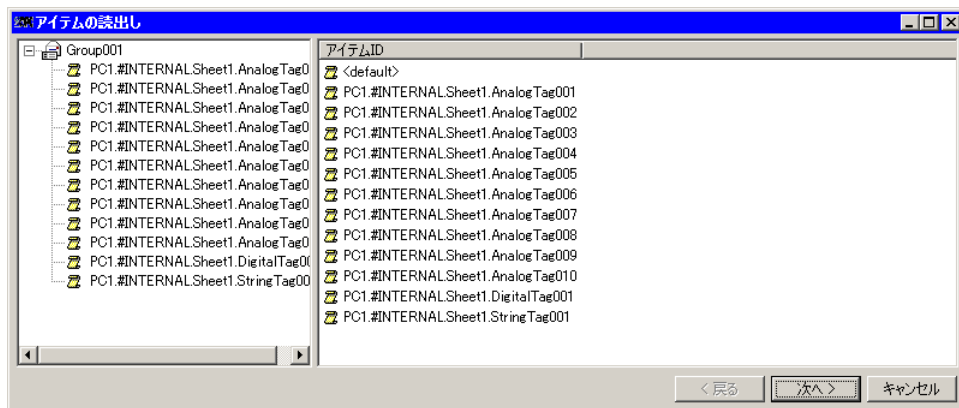 アイテムの読出し
Group001
PC1.#INTERNAL.Sheet1.AnalogTag0
PC1.#INTERNAL.Sheet1.AnalogTag0
PC1.#INTERNAL.Sheet1.AnalogTag0
PC1.#INTERNAL.Sheet1.AnalogTag0
PC1.#INTERNAL.Sheet1.AnalogTag0
PC1.#INTERNAL.Sheet1.AnalogTag0
PC1.#INTERNAL.Sheet1.AnalogTag0
PC1.#INTERNAL.Sheet1.AnalogTag0
PC1.#INTERNAL.Sheet1.AnalogTag0
PC1.#INTERNAL.Sheet1.AnalogTag0
PC1.#INTERNAL.Sheet1.DigitalTag0
PC1.#INTERNAL.Sheet1.StringTag00
アイテムID
<default>
PC1.#INTERNAL.Sheet1.AnalogTag001
PC1.#INTERNAL.Sheet1.AnalogTag002
PC1.#INTERNAL.Sheet1.AnalogTag003
PC1.#INTERNAL.Sheet1.AnalogTag004
PC1.#INTERNAL.Sheet1.AnalogTag005
PC1.#INTERNAL.Sheet1.AnalogTag006
PC1.#INTERNAL.Sheet1.AnalogTag007
PC1.#INTERNAL.Sheet1.AnalogTag008
PC1.#INTERNAL.Sheet1.AnalogTag009
PC1.#INTERNAL.Sheet1.AnalogTag010
PC1.#INTERNAL.Sheet1.DigitalTag001
PC1.#INTERNAL.Sheet1.StringTag001
< 戻る
次へ >
キャンセル